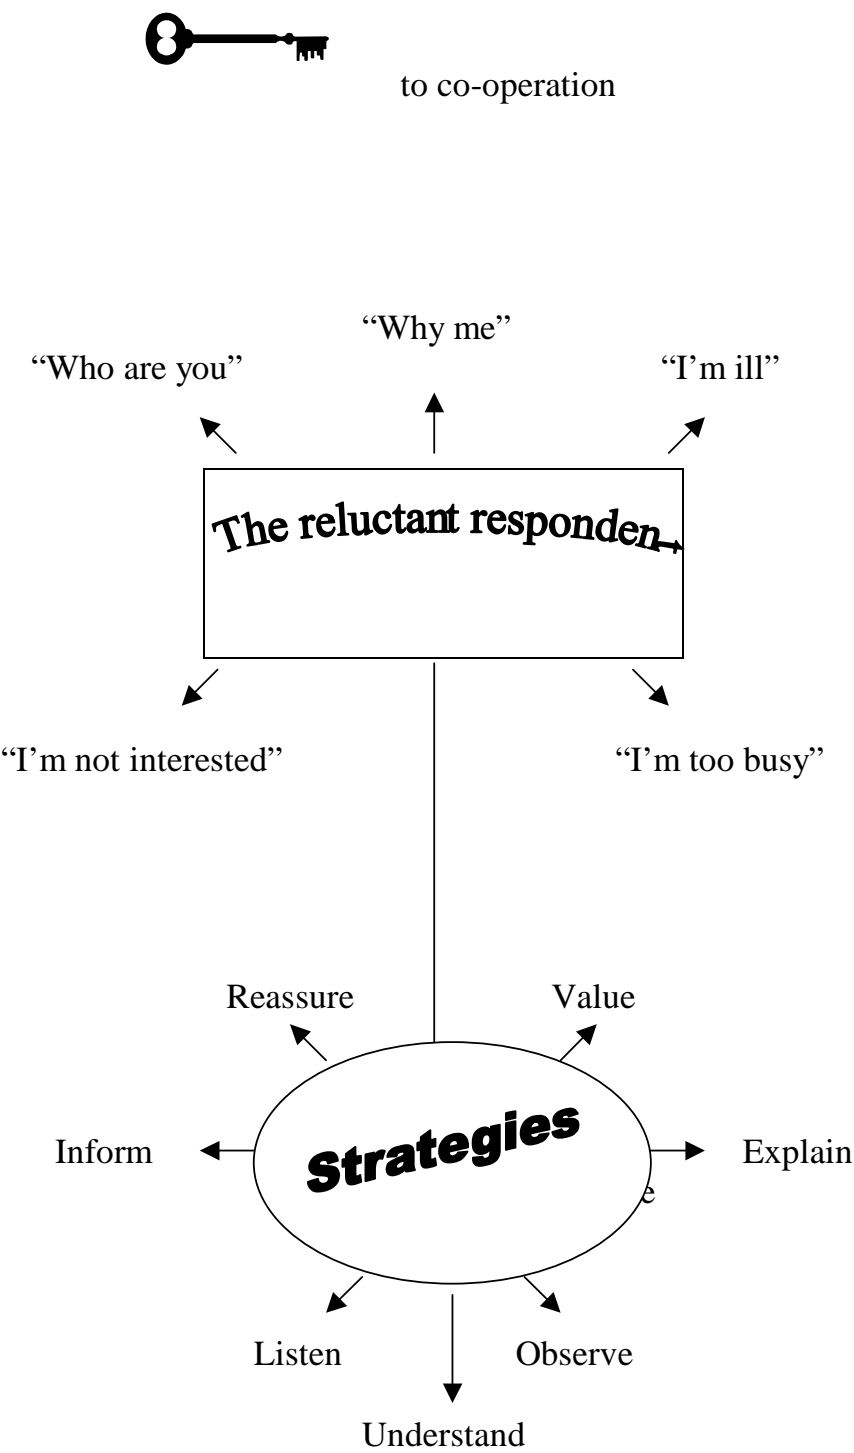 to co-operation
“Why me”
“Who are you”
“I’m ill”
The reluctant respondent
“I’m not interested”
“I’m too busy”
Reassure
Value
Strategies
Inform
Explain
e
Listen
Observe
Understand